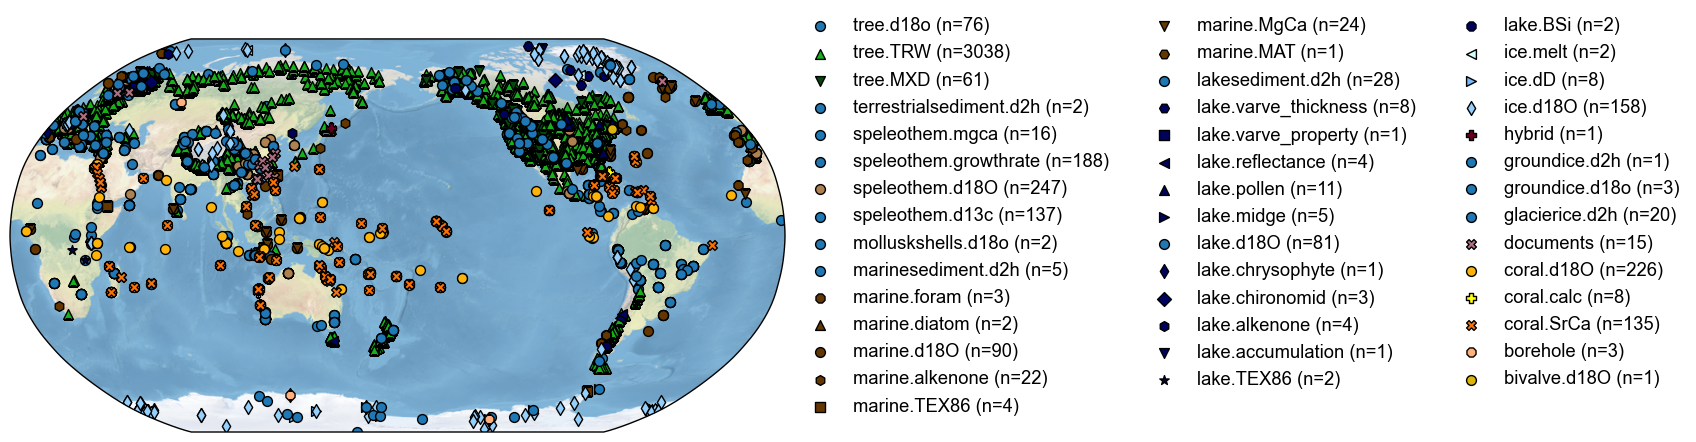 tree.d18o (n=76)
tree.TRW (n=3038)
tree.MXD (n=61)
terrestrialsediment.d2h (n=2)
speleothem.mgca (n=16)
speleothem.growthrate (n=188)
speleothem.d18O (n=247)
speleothem.d13c (n=137)
molluskshells.d18o (n=2)
marinesediment.d2h (n=5)
marine.foram (n=3)
marine.diatom (n=2)
marine.d18O (n=90)
marine.alkenone (n=22)
marine.TEX86 (n=4)
marine.MgCa (n=24)
marine.MAT (n=1)
lakesediment.d2h (n=28)
lake.varve_thickness (n=8)
lake.varve_property (n=1)
lake.reflectance (n=4)
lake.pollen (n=11)
lake.midge (n=5)
lake.d18O (n=81)
lake.chrysophyte (n=1)
lake.chironomid (n=3)
lake.alkenone (n=4)
lake.accumulation (n=1)
lake.TEX86 (n=2)
lake.BSi (n=2)
ice.melt (n=2)
ice.dD (n=8)
ice.d18O (n=158)
hybrid (n=1)
groundice.d2h (n=1)
groundice.d18o (n=3)
glacierice.d2h (n=20)
documents (n=15)
coral.d18O (n=226)
coral.calc (n=8)
coral.SrCa (n=135)
borehole (n=3)
bivalve.d18O (n=1)